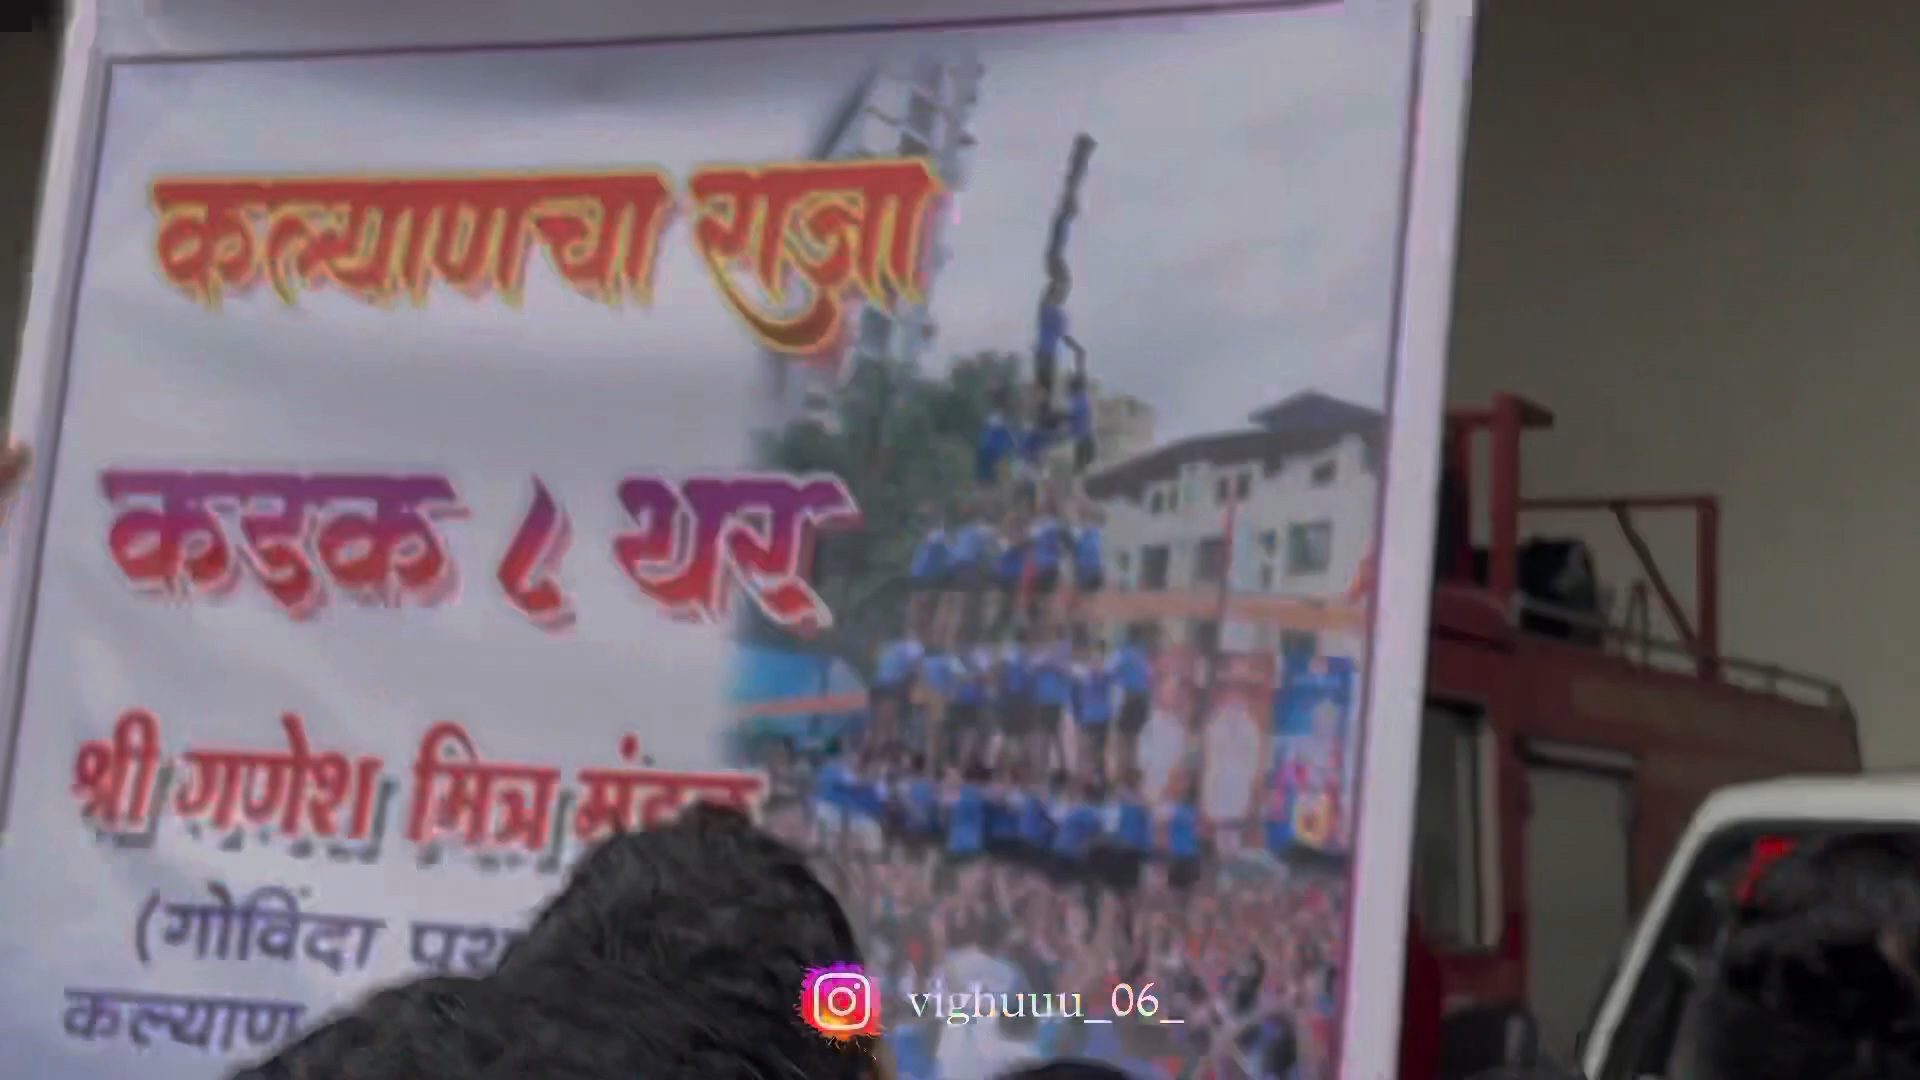 कल्याणचा राजा
कडक ८ थर
श्री गणेश मित्र मंडळ
(गोविंदा
कल्याण
vighuuu_06_